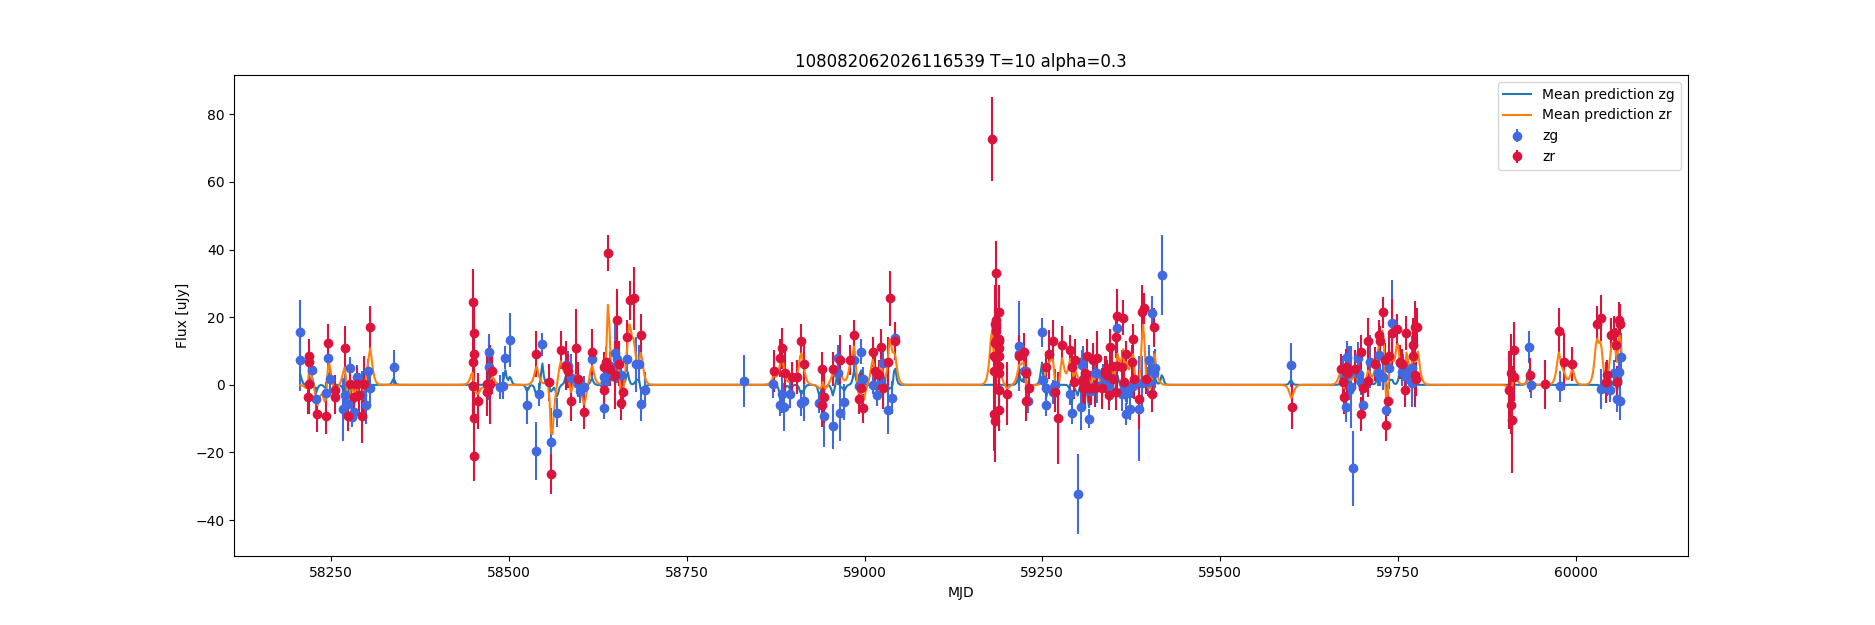 108082062026116539 T=10 alpha=0.3
Mean prediction zg
Mean prediction zr
zg
zr
Flux [uJy]
80
60
40
20
0
−20
−40
58250 58500 58750 59000 59250 59500 59750 60000
MJD